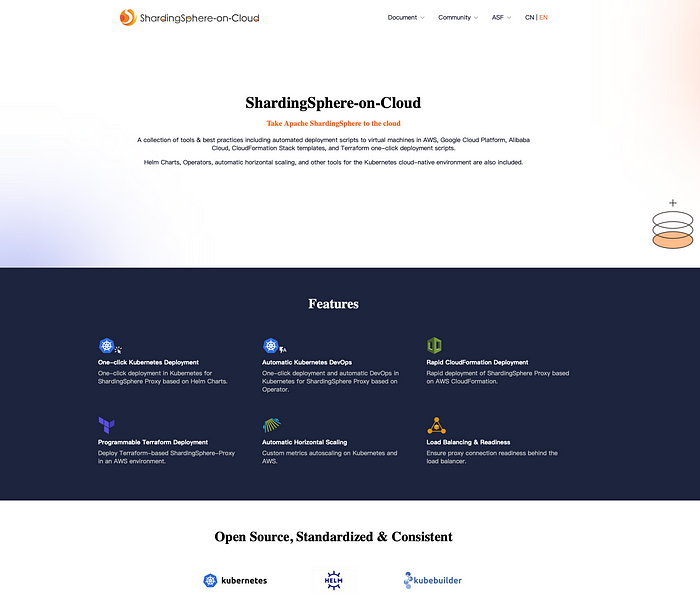 ShardingSphere-on-Cloud
Document
Community
ASF
CN | EN
ShardingSphere-on-Cloud
Take Apache ShardingSphere to the cloud
A collection of tools & best practices including automated deployment scripts to virtual machines in AWS, Google Cloud Platform, Alibaba
Cloud, CloudFormation Stack templates, and Terraform one-click deployment scripts.
Helm Charts, Operators, automatic horizontal scaling, and other tools for the Kubernetes cloud-native environment are also included.
Features
One-click Kubernetes Deployment
One-click deployment in Kubernetes for
ShardingSphere Proxy based on Helm Charts.
Automatic Kubernetes DevOps
One-click deployment and automatic DevOps in
Kubernetes for ShardingSphere Proxy based on
Operator.
Rapid CloudFormation Deployment
Rapid deployment of ShardingSphere Proxy based
on AWS CloudFormation.
Programmable Terraform Deployment
Deploy Terraform-based ShardingSphere-Proxy
in an AWS environment.
Automatic Horizontal Scaling
Custom metrics autoscaling on Kubernetes and
AWS.
Load Balancing & Readiness
Ensure proxy connection readiness behind the
load balancer.
Open Source, Standardized & Consistent
kubernetes
HELM
kubebuilder